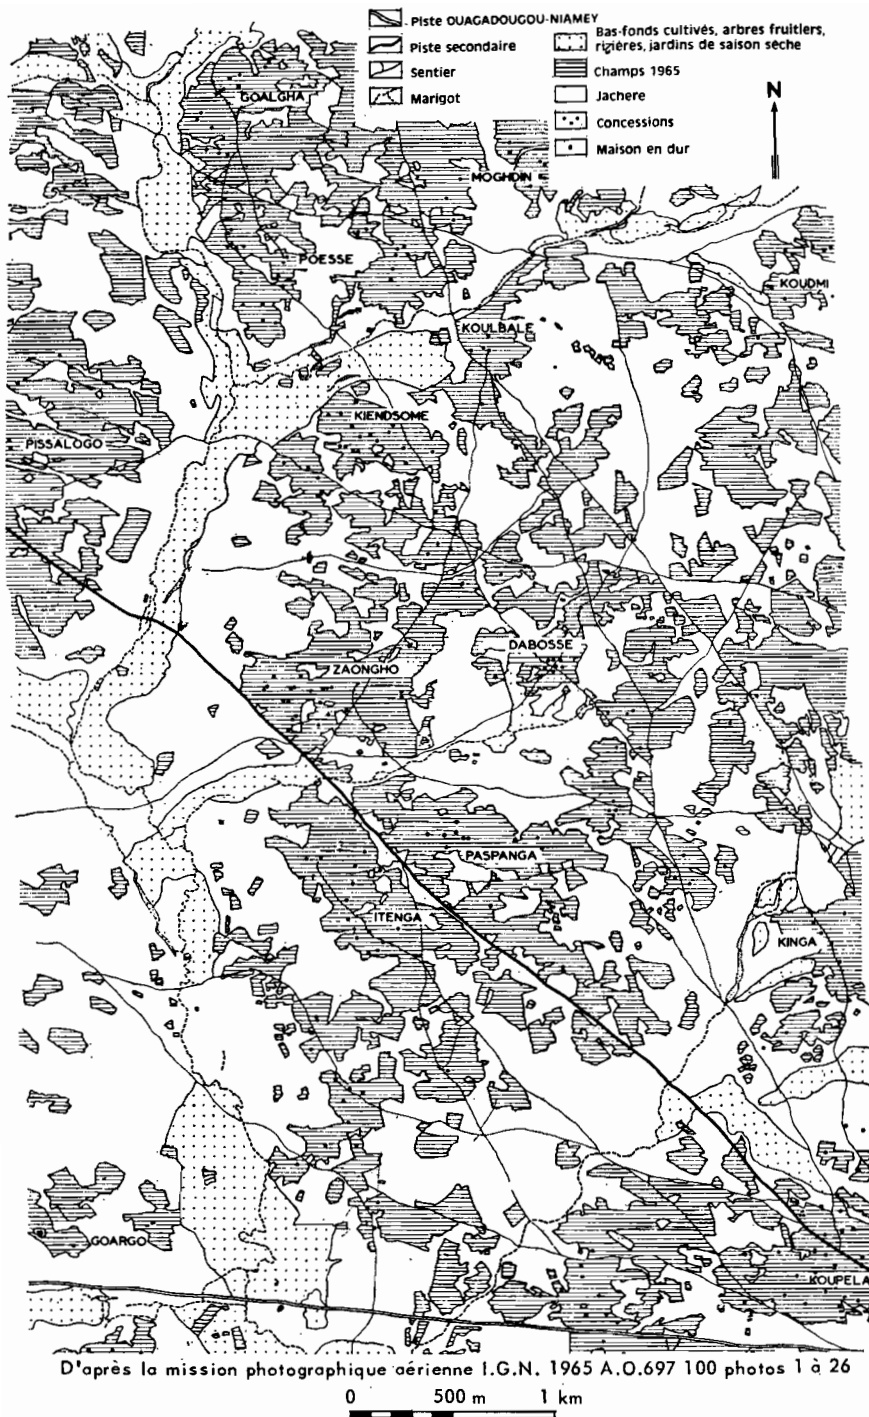 Piste OUAGADOUGOU-NIAMEY
Piste secondaire
Sentier
Marigot
Bas-fonds cultivés, arbres fruitiers,
rizières, jardins de saison sèche
Champs 1965
Jachere
Concessions
Maison en dur
N
GOALGHA
MOGHDIN
POESSE
KOUDMI
KOULBALE
KIENDSOME
PISSALOGO
DABOSSE
ZAONGHO
PASPANGA
ITENGA
KINGA
GOARGO
KOUPELA
D'après la mission photographique aérienne I.G.N. 1965 A.O.697 100 photos 1 à 26
0 500 m 1 km